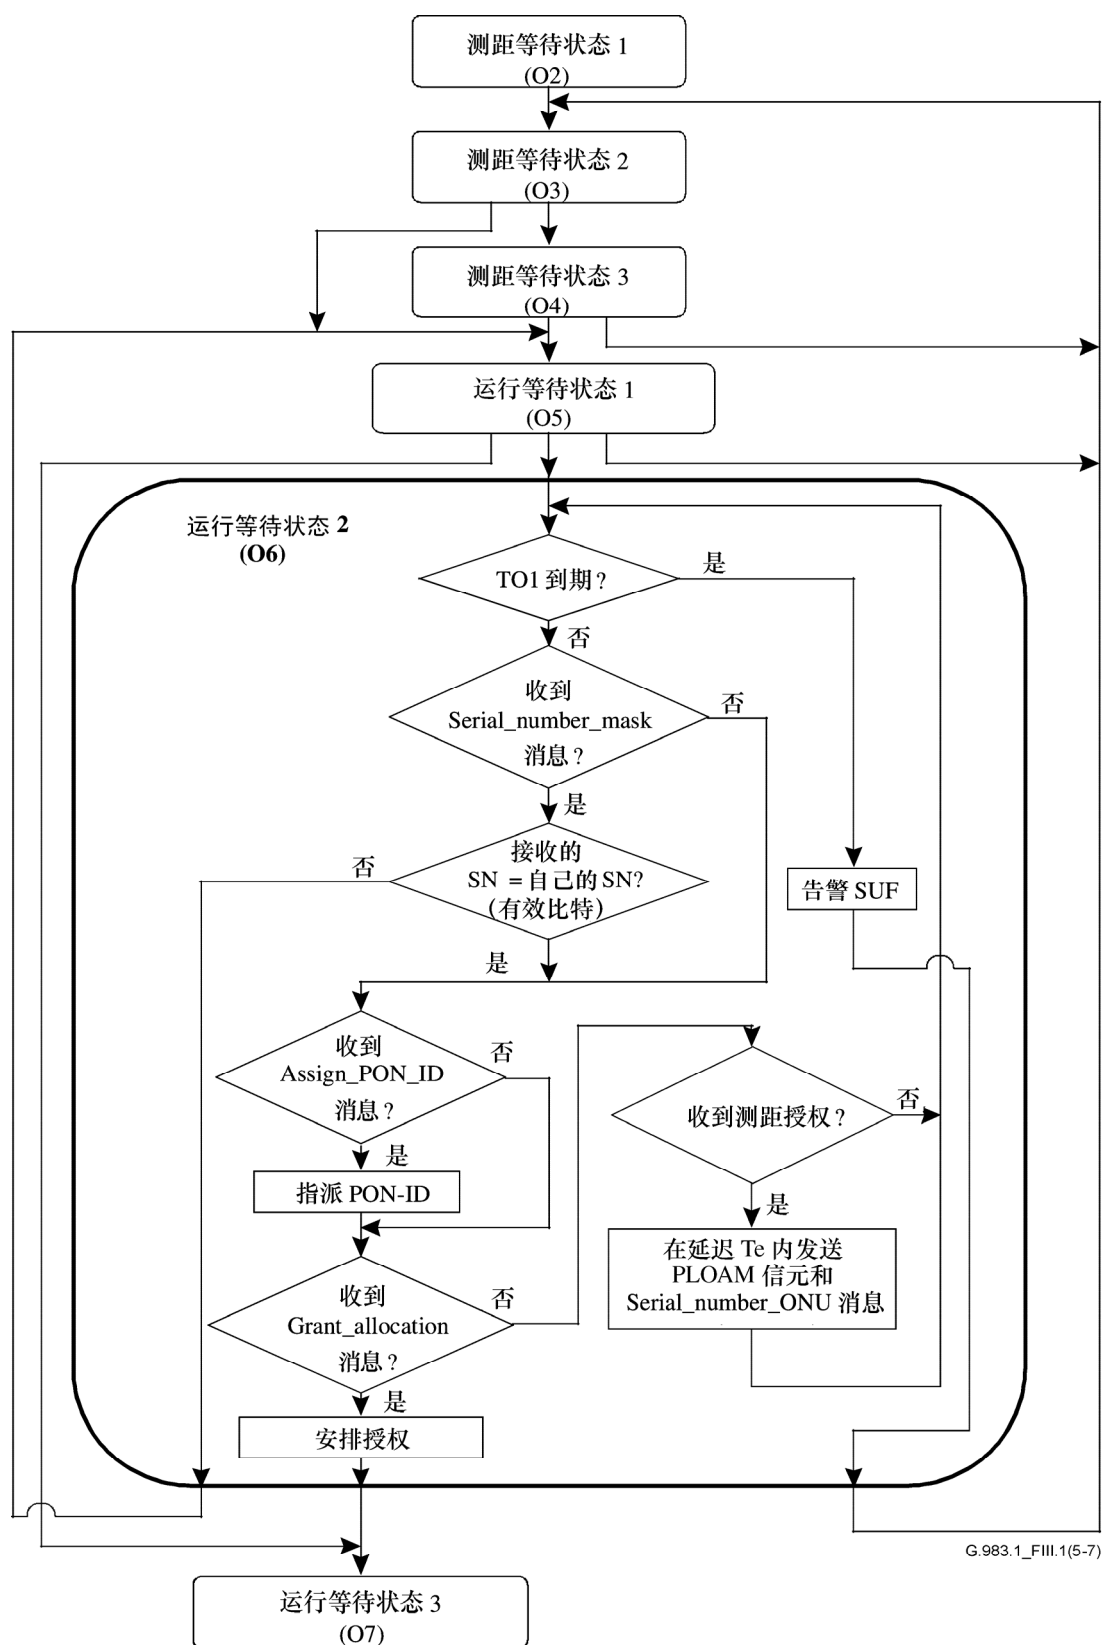 测距等待状态 1
(O2)
测距等待状态 2
(O3)
测距等待状态 3
(O4)
运行等待状态 1
(O5)
运行等待状态 2
(O6)
TO1 到期?
是
否
收到
Serial_number_mask
消息?
否
是
接收的
SN = 自己的 SN?
(有效比特)
否
是
告警 SUF
收到
Assign_PON_ID
消息?
否
是
指派 PON-ID
收到测距授权?
否
是
在延迟 Te 内发送
PLOAM 信元和
Serial_number_ONU 消息
收到
Grant_allocation
消息?
否
是
安排授权
G.983.1_FIII.1(5-7)
运行等待状态 3
(O7)